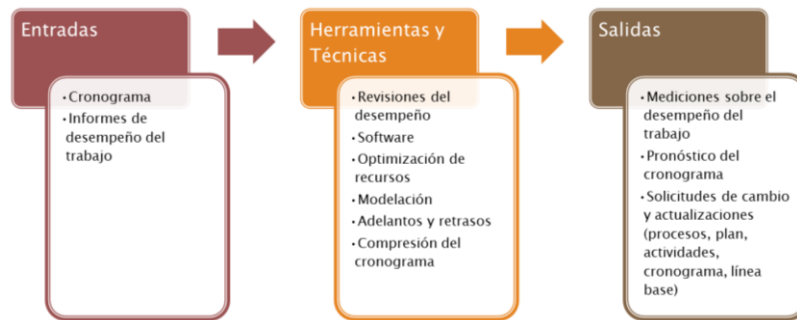 Entradas
• Cronograma
• Informes de
desempeño del
trabajo
Herramientas y
Técnicas
• Revisiones del
desempeño
• Software
• Optimización de
recursos
• Modelación
• Adelantos y retrasos
• Compresión del
cronograma
Salidas
• Mediciones sobre el
desempeño del
trabajo
• Pronóstico del
cronograma
• Solicitudes de cambio
y actualizaciones
(procesos, plan,
actividades,
cronograma, línea
base)